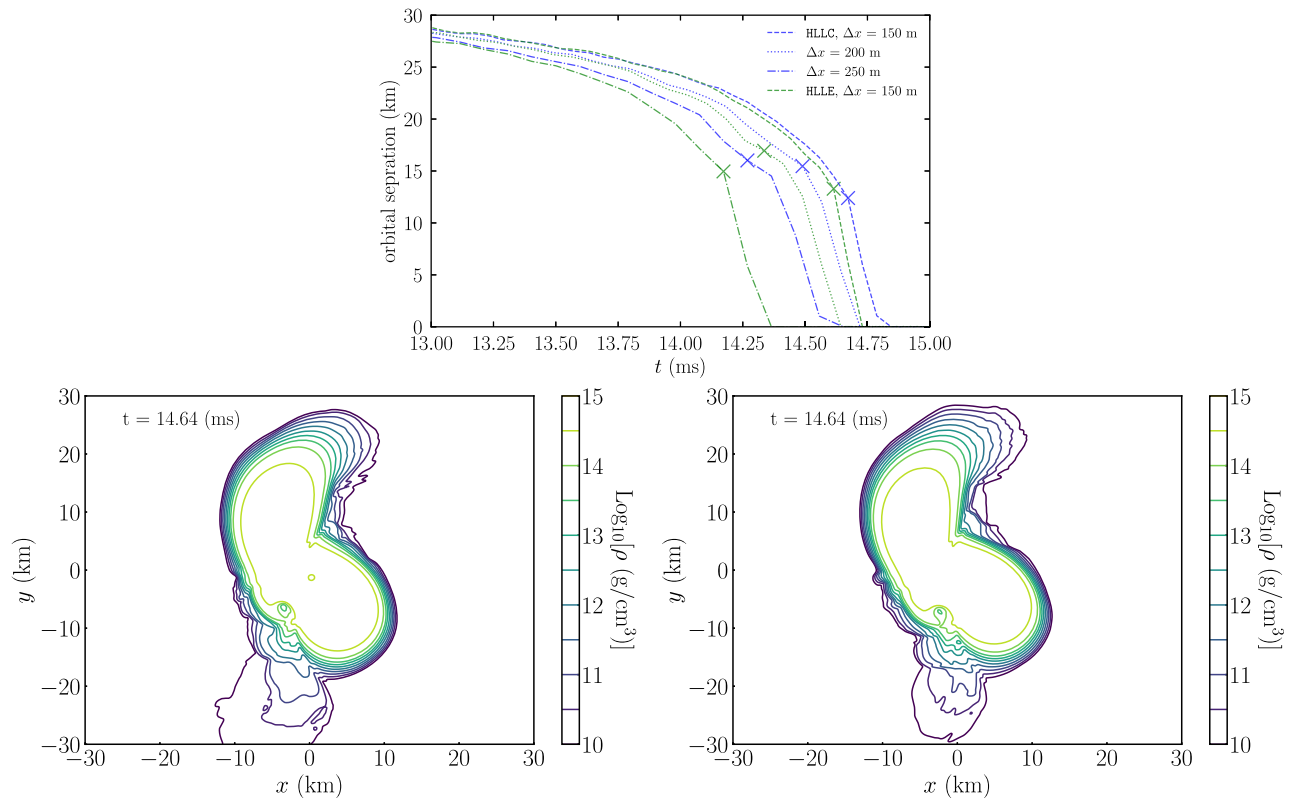 30
25
20
15
10
5
0
orbital sepration (km)
HLLC, Δx = 150 m
Δx = 200 m
Δx = 250 m
HLLE, Δx = 150 m
13.00 13.25 13.50 13.75 14.00 14.25 14.50 14.75 15.00
t (ms)
t = 14.64 (ms)
30
20
10
0
−10
−20
−30
y (km)
−30 −20 −10 0 10 20 30
x (km)
15
14
13
12
11
10
Log10[ρ (g/cm³)]
t = 14.64 (ms)
30
20
10
0
−10
−20
−30
y (km)
−30 −20 −10 0 10 20 30
x (km)
15
14
13
12
11
10
Log10[ρ (g/cm³)]